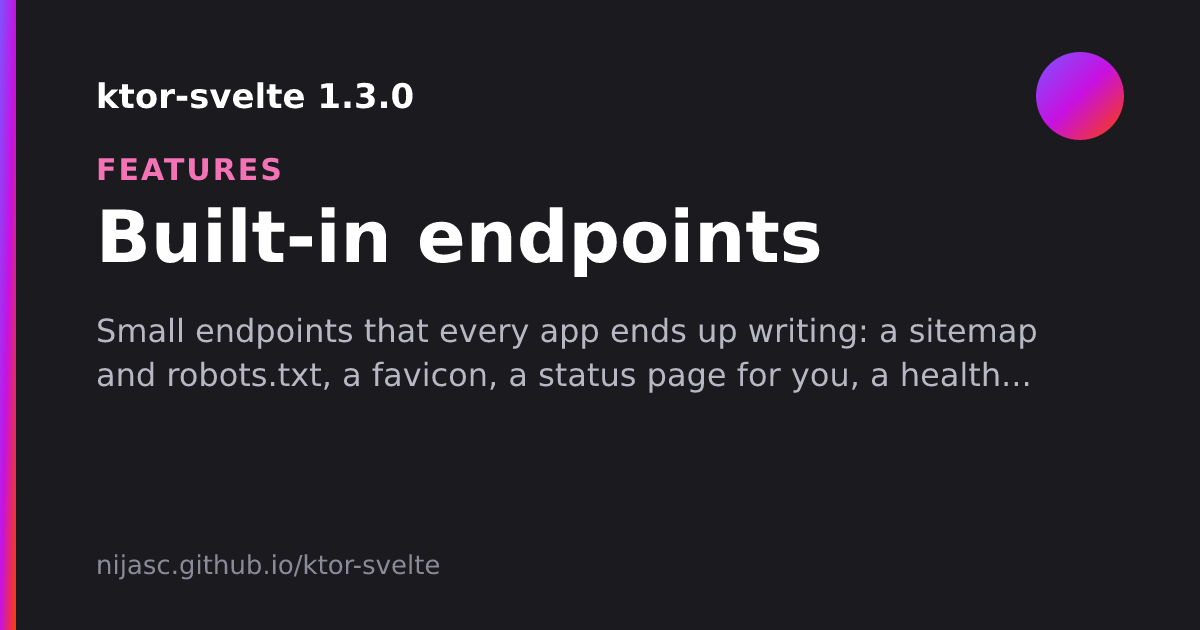 ktor-svelte 1.3.0
FEATURES
Built-in endpoints
Small endpoints that every app ends up writing: a sitemap
and robots.txt, a favicon, a status page for you, a health...
nijasc.github.io/ktor-svelte